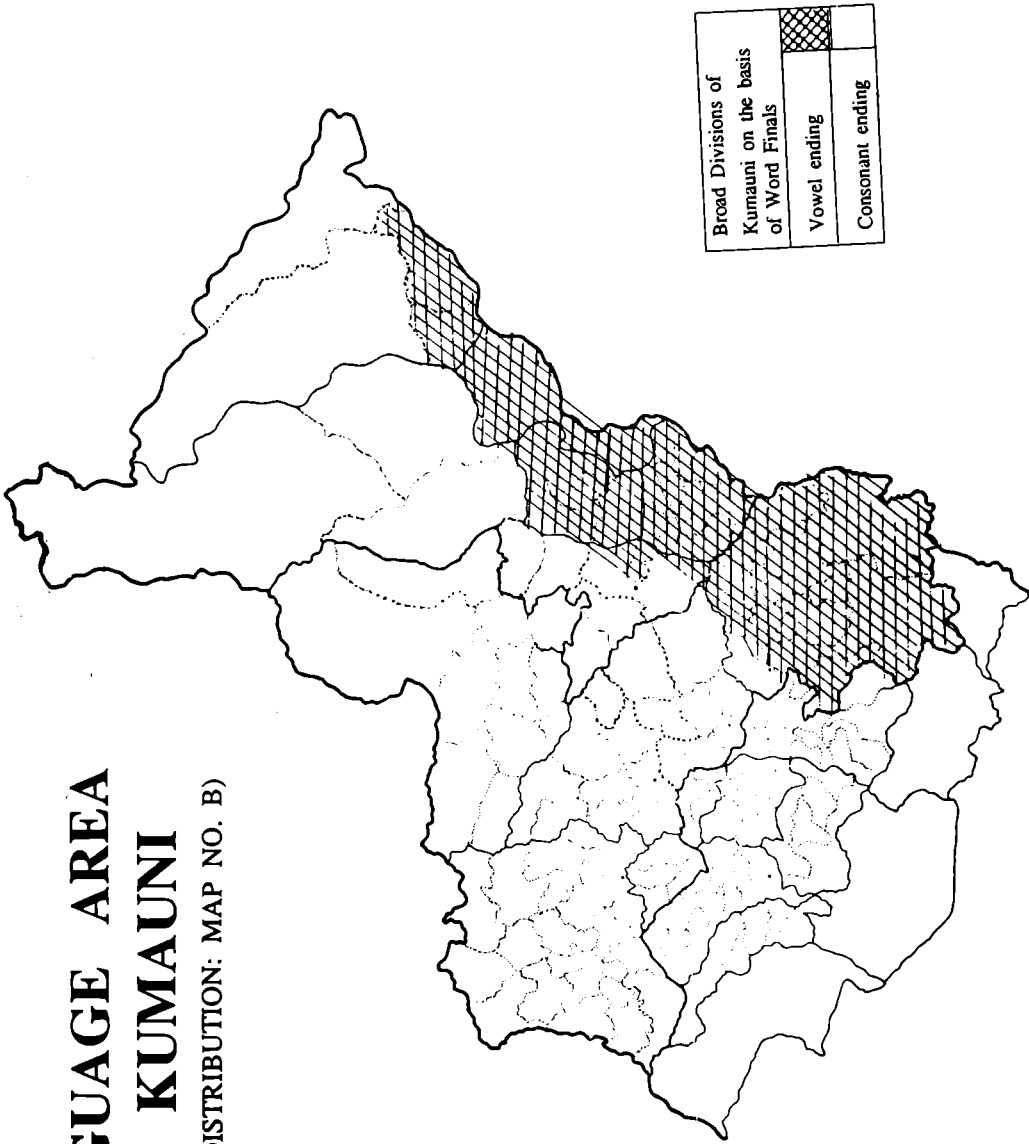 GUAGE AREA
KUMAUNI
DISTRIBUTION: MAP NO. B)
Broad Divisions of
Kumauni on the basis
of Word Finals
Vowel ending
Consonant ending